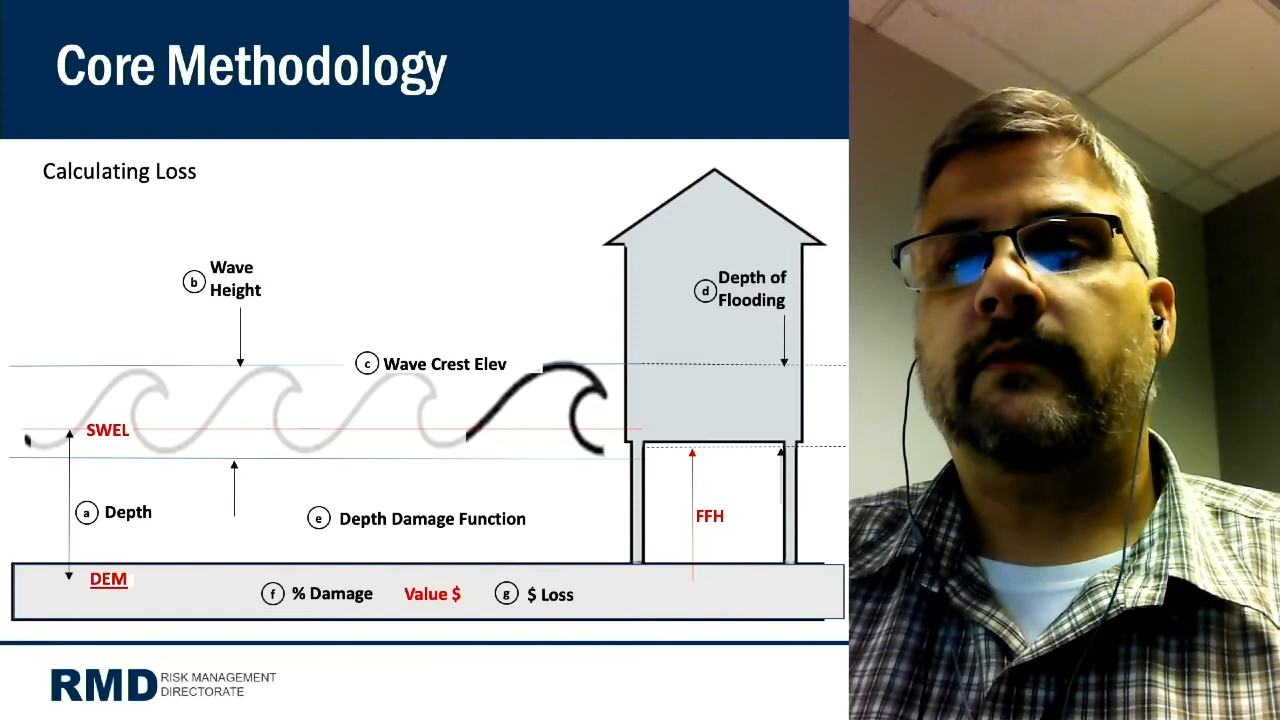 Core Methodology
Calculating Loss
b Wave
Height
d Depth of
Flooding
c Wave Crest Elev
SWEL
a Depth
e Depth Damage Function
FFH
DEM
f % Damage Value $ g $ Loss
RMD RISK MANAGEMENT
DIRECTORATE